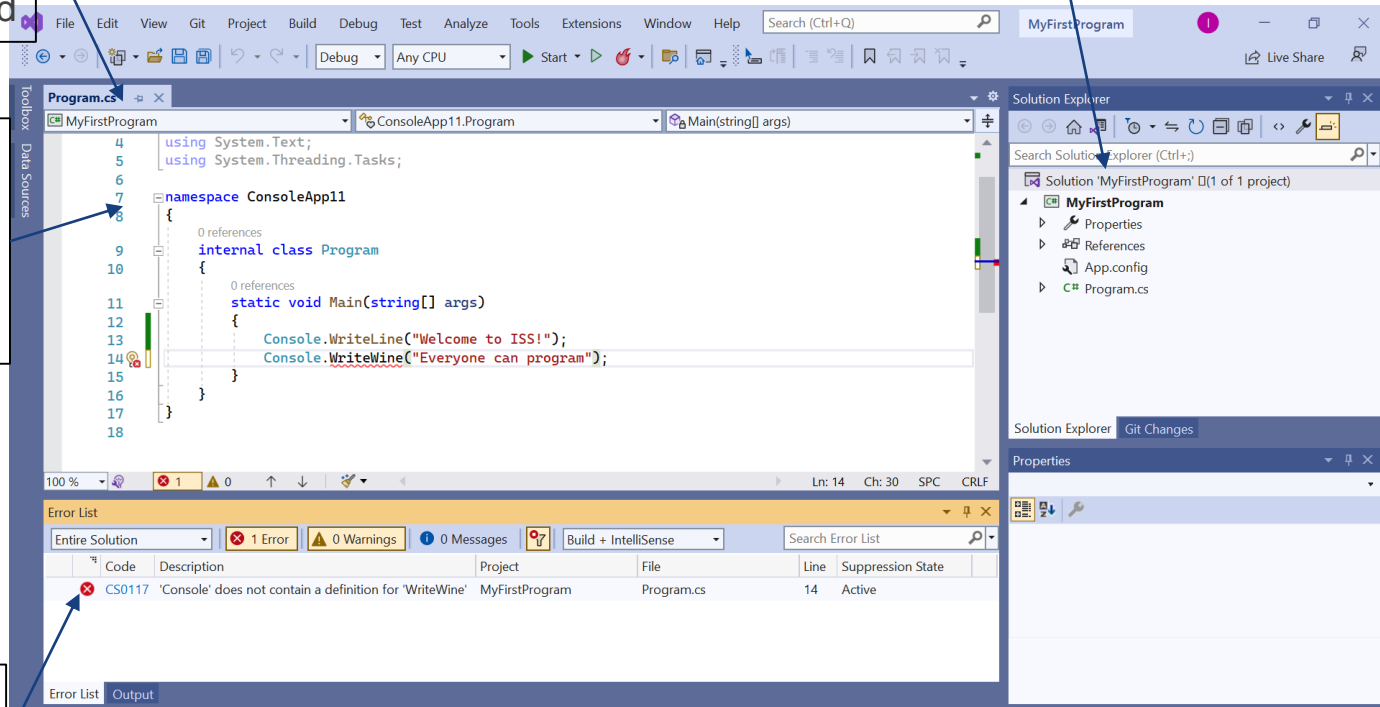 d
File Edit View Git Project Build Debug Test Analyze Tools Extensions Window Help Search (Ctrl+Q) MyFirstProgram I
Debug Any CPU Start Live Share
Toolbox
Data Sources
Program.cs
MyFirstProgram ConsoleApp11.Program Main(string[] args)
4 using System.Text;
5 using System.Threading.Tasks;
6
7 namespace ConsoleApp11
8 {
0 references
9 internal class Program
10 {
0 references
11 static void Main(string[] args)
12 {
13 Console.WriteLine("Welcome to ISS!");
14 Console.WriteWine("Everyone can program");
15 }
16 }
17 }
18
100 % 1 0 Ln: 14 Ch: 30 SPC CRLF
Error List
Entire Solution 1 Error 0 Warnings 0 Messages Build + IntelliSense Search Error List
Code Description Project File Line Suppression State
CS0117 'Console' does not contain a definition for 'WriteWine' MyFirstProgram Program.cs 14 Active
Error List Output
Solution Explorer
Search Solution Explorer (Ctrl+;)
Solution 'MyFirstProgram' (1 of 1 project)
MyFirstProgram
Properties
References
App.config
C# Program.cs
Solution Explorer Git Changes
Properties